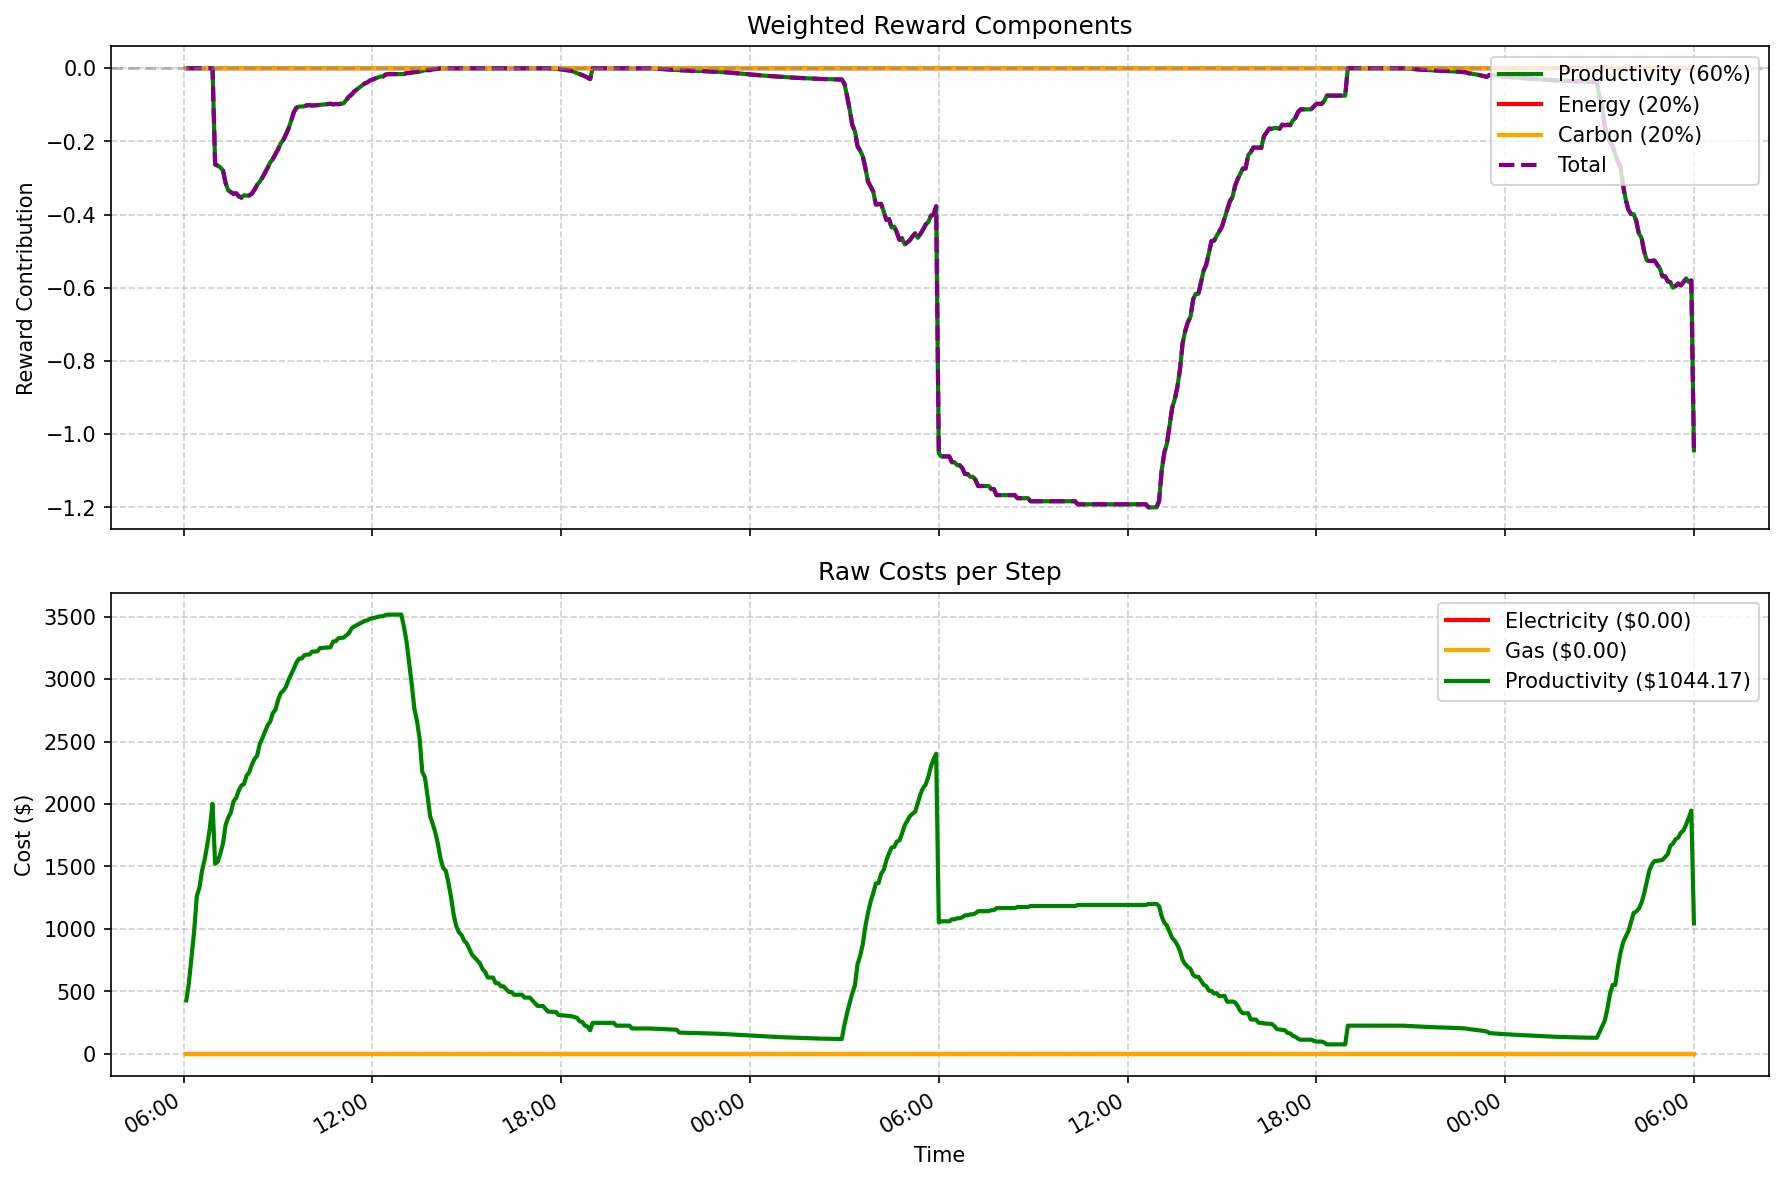 Weighted Reward Components
Reward Contribution
0.0
−0.2
−0.4
−0.6
−0.8
−1.0
−1.2
Productivity (60%)
Energy (20%)
Carbon (20%)
Total
Raw Costs per Step
Cost ($)
3500
3000
2500
2000
1500
1000
500
0
Electricity ($0.00)
Gas ($0.00)
Productivity ($1044.17)
06:00
12:00
18:00
00:00
06:00
12:00
18:00
00:00
06:00
Time